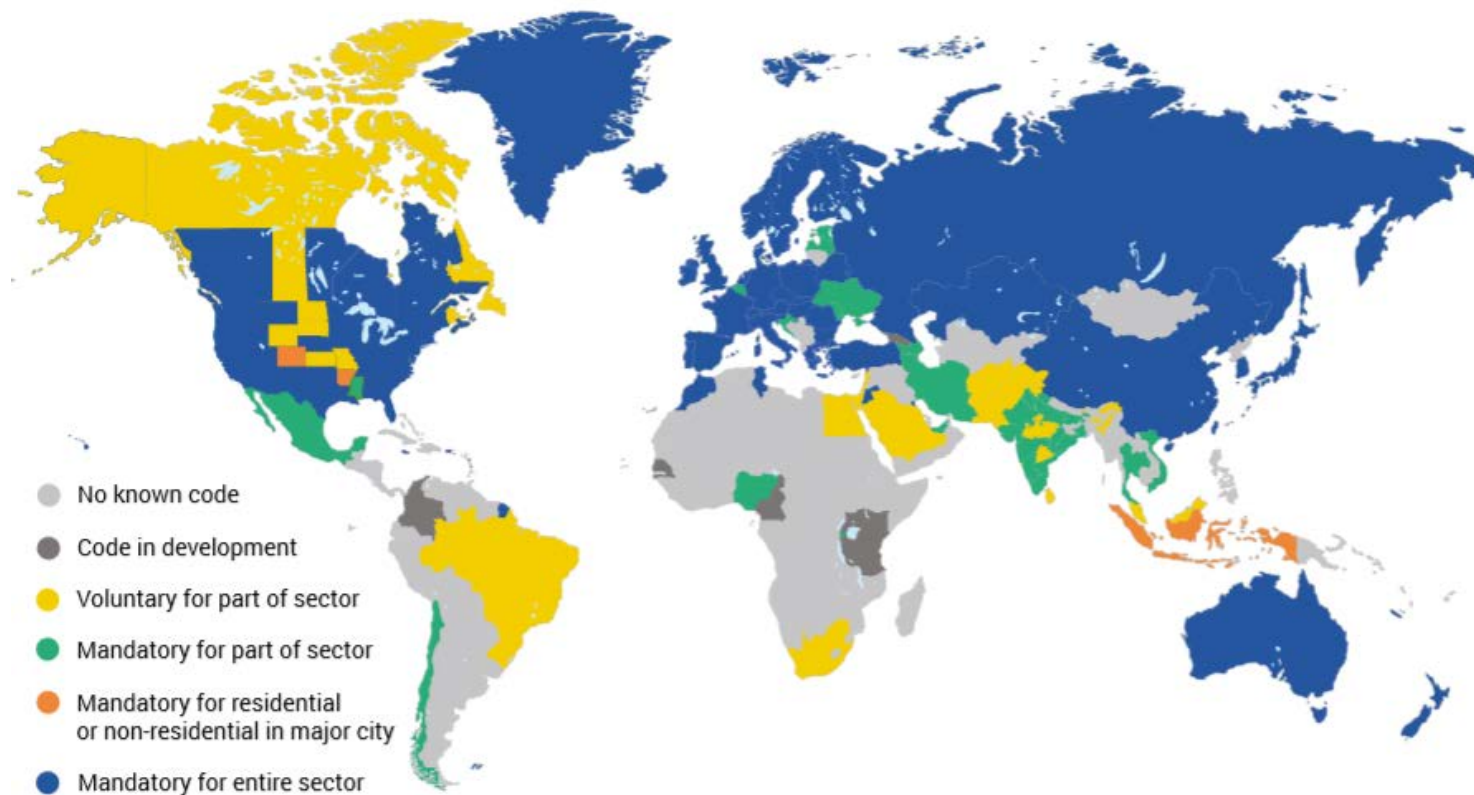 No known code
Code in development
Voluntary for part of sector
Mandatory for part of sector
Mandatory for residential
or non-residential in major city
Mandatory for entire sector